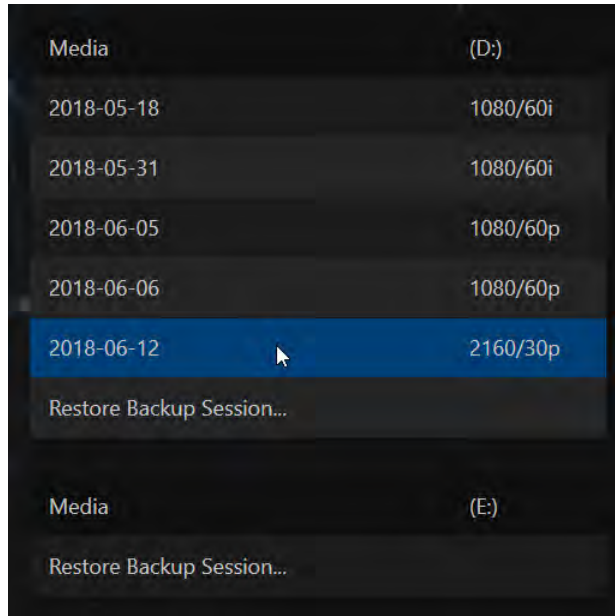 Media (D:)
2018-05-18 1080/60i
2018-05-31 1080/60i
2018-06-05 1080/60p
2018-06-06 1080/60p
2018-06-12 2160/30p
Restore Backup Session...
Media (E:)
Restore Backup Session...